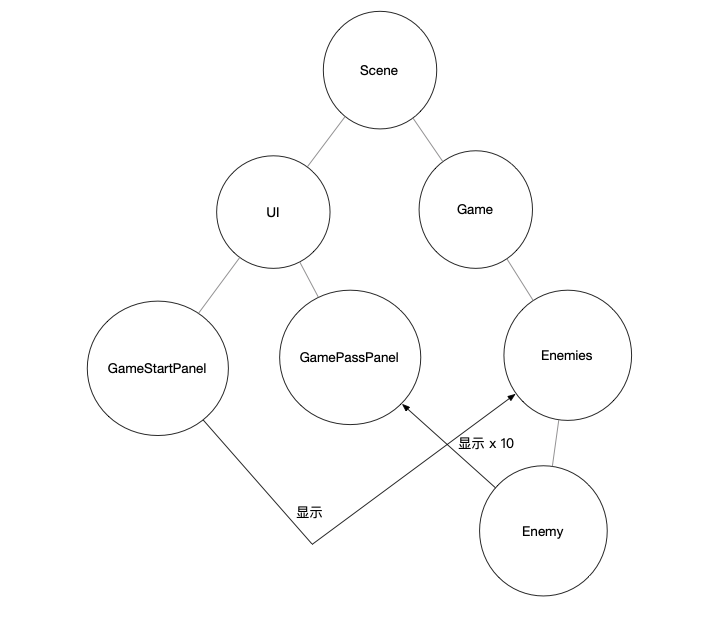 Scene
UI
Game
GameStartPanel
GamePassPanel
Enemies
显示 x 10
显示
Enemy